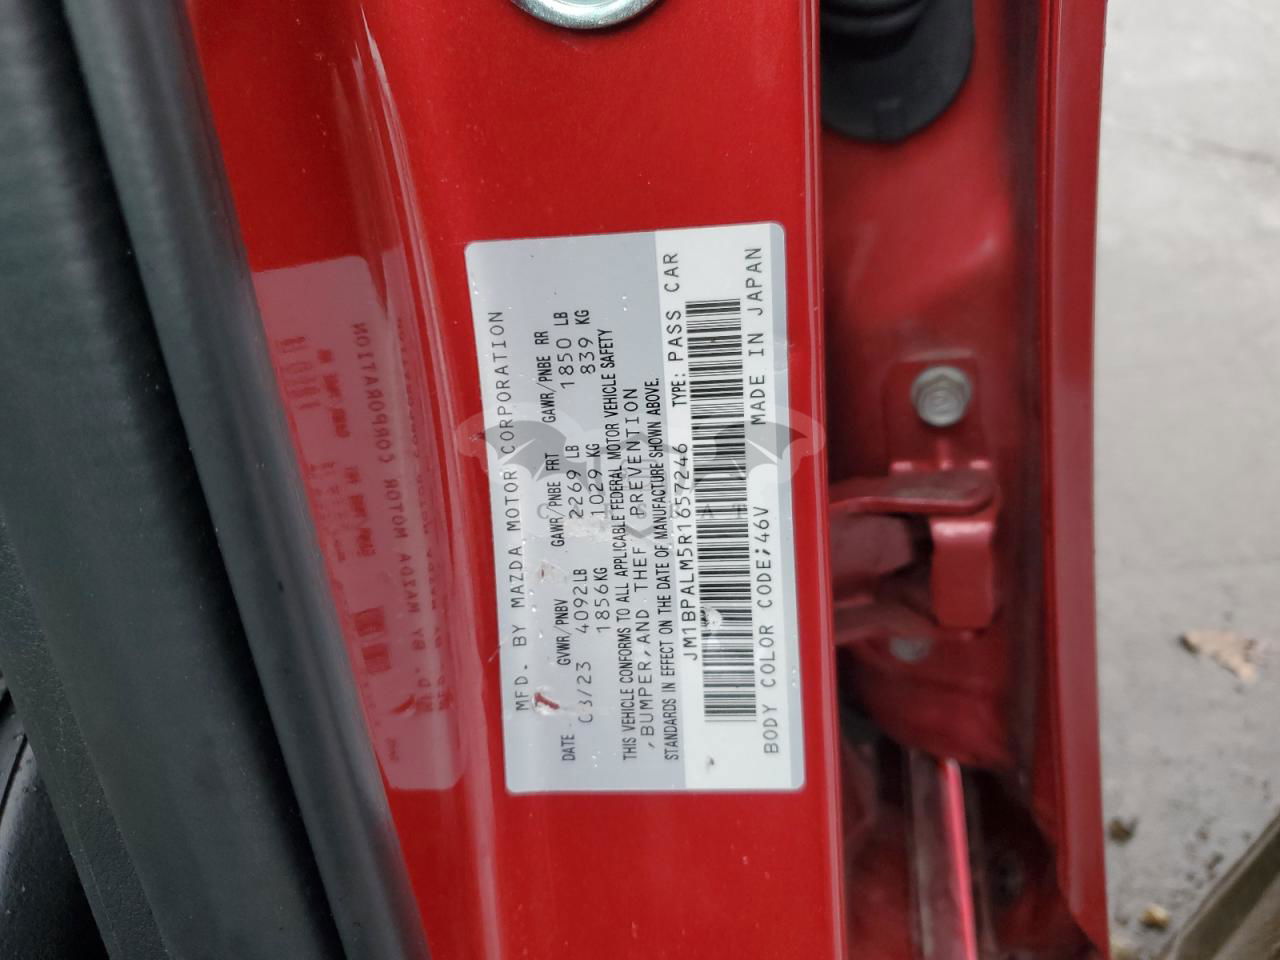 MFD. BY MAZDA MOTOR CORPORATION
DATE GVWR/PNBV GAWR/PNBE FRT GAWR/PNBE RR
03/23 4092LB 2269 LB 1850 LB
1856KG 1029 KG 839 KG
THIS VEHICLE CONFORMS TO ALL APPLICABLE FEDERAL MOTOR VEHICLE SAFETY
,BUMPER,AND THEFT PREVENTION
STANDARDS IN EFFECT ON THE DATE OF MANUFACTURE SHOWN ABOVE.
JM1BPALM5R1657246 TYPE: PASS CAR
BODY COLOR CODE;46V MADE IN JAPAN